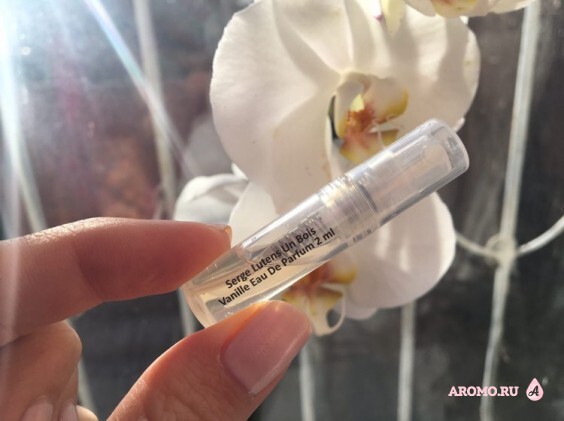 Serge Lutens Un Bois
Vanille Eau De Parfum 2 ml
AROMO.RU
A